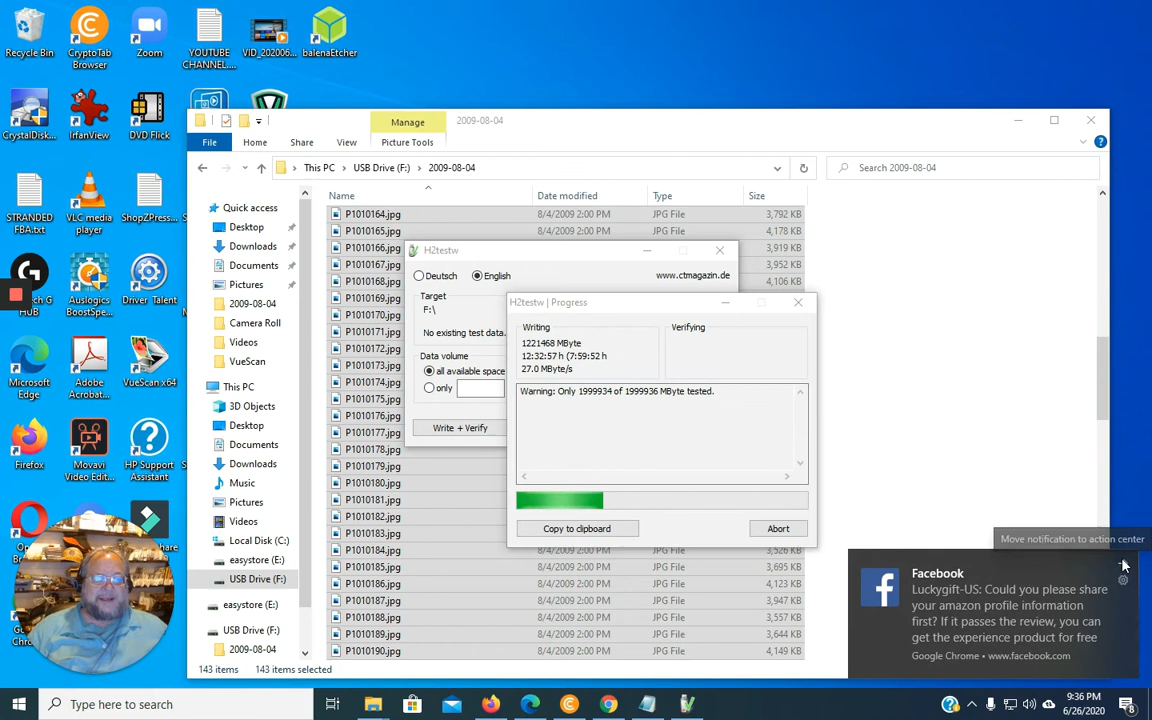 Recycle Bin
CryptoTab
Browser
Zoom
YOUTUBE
CHANNEL....
VID_202006...
balenaEtcher
CrystalDisk...
IrfanView
DVD Flick
STRANDED
FBA.txt
VLC media
player
ShopZPress...
G HUB
Auslogics
BoostSpe...
Driver_Talent
Microsoft
Edge
Adobe
Acrobat...
VueScan x64
Firefox
Movavi
Video Edit...
HP Support
Assistant
Manage
2009-08-04
File
Home
Share
View
Picture Tools
This PC
USB Drive (F:)
2009-08-04
Search 2009-08-04
Name
Date modified
Type
Size
Quick access
Desktop
Downloads
Documents
Pictures
2009-08-04
Camera Roll
Videos
VueScan
This PC
3D Objects
Desktop
Documents
Downloads
Music
Pictures
Videos
Local Disk (C:)
easystore (E:)
USB Drive (F:)
easystore (E:)
USB Drive (F:)
2009-08-04
P1010164.jpg 8/4/2009 2:00 PM JPG File 3,792 KB
P1010165.jpg 8/4/2009 2:00 PM JPG File 4,178 KB
P1010166.jpg 3,919 KB
P1010167.jpg 3,952 KB
P1010168.jpg 4,106 KB
P1010169.jpg
P1010170.jpg
P1010171.jpg
P1010172.jpg
P1010173.jpg
P1010174.jpg
P1010175.jpg
P1010176.jpg
P1010177.jpg
P1010178.jpg
P1010179.jpg
P1010180.jpg
P1010181.jpg
P1010182.jpg
P1010183.jpg
P1010184.jpg 8/4/2009 2:00 PM JPG File 3,526 KB
P1010185.jpg 8/4/2009 2:00 PM JPG File 3,695 KB
P1010186.jpg 8/4/2009 2:00 PM JPG File 4,123 KB
P1010187.jpg 8/4/2009 2:00 PM JPG File 3,947 KB
P1010188.jpg 8/4/2009 2:00 PM JPG File 4,017 KB
P1010189.jpg 8/4/2009 2:00 PM JPG File 3,644 KB
P1010190.jpg 8/4/2009 2:00 PM JPG File 4,149 KB
143 items
143 items selected
H2testw
Deutsch
English
www.ctmagazin.de
Target
F:\
No existing test data.
Data volume
all available space
only
Write + Verify
H2testw | Progress
Writing
1221468 MByte
12:32:57 h (7:59:52 h
27.0 MByte/s
Verifying
Warning: Only 1999934 of 1999936 MByte tested.
Copy to clipboard
Abort
Move notification to action center
Facebook
Luckygift-US: Could you please share
your amazon profile information
first? If it passes the review, you can
get the experience product for free
Google Chrome • www.facebook.com
Type here to search
9:36 PM
6/26/2020
8